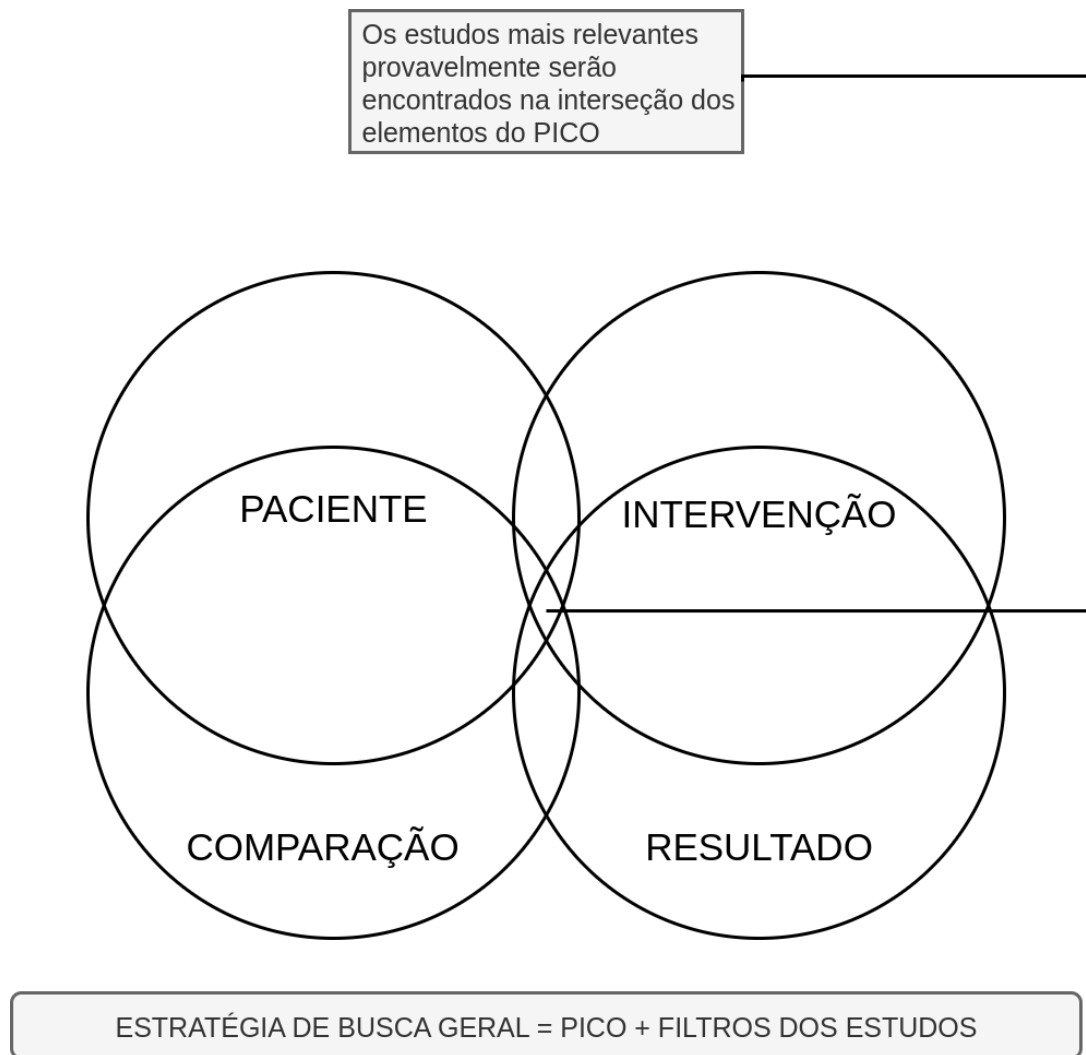 Os estudos mais relevantes
provavelmente serão
encontrados na interseção dos
elementos do PICO
PACIENTE
INTERVENÇÃO
COMPARAÇÃO
RESULTADO
ESTRATÉGIA DE BUSCA GERAL = PICO + FILTROS DOS ESTUDOS